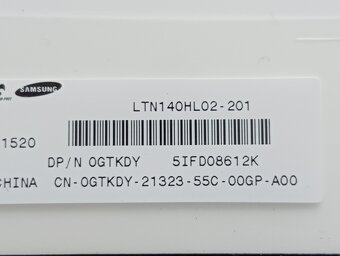 SAMSUNG
LTN140HL02-201
1520
DP/N 0GTKDY 5IFD08612K
CHINA CN-0GTKDY-21323-55C-00GP-A00